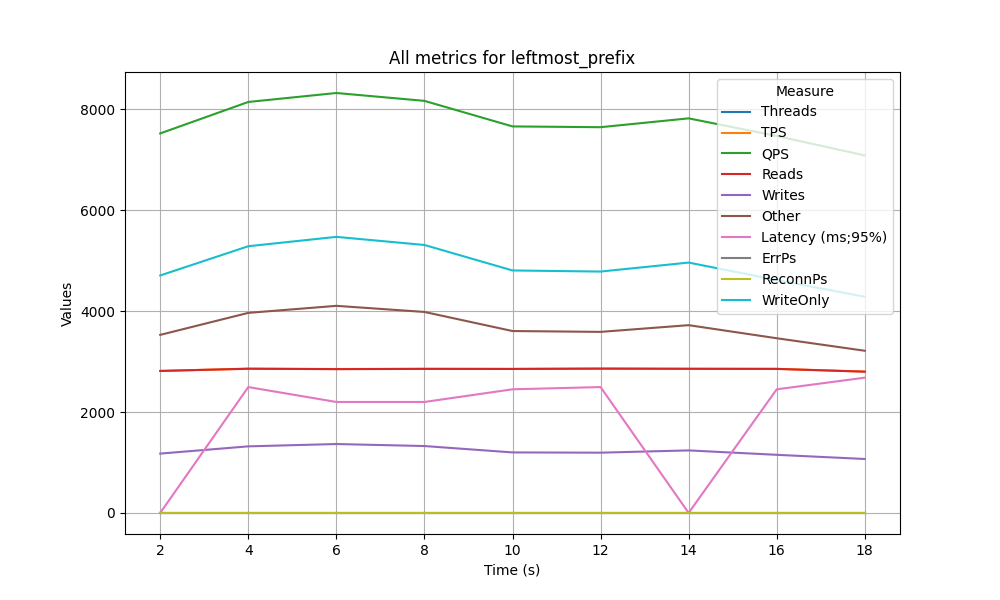 All metrics for leftmost_prefix
Measure
Threads
TPS
QPS
Reads
Writes
Other
Latency (ms;95%)
ErrPs
ReconnPs
WriteOnly
Values
8000
6000
4000
2000
0
2 4 6 8 10 12 14 16 18
Time (s)